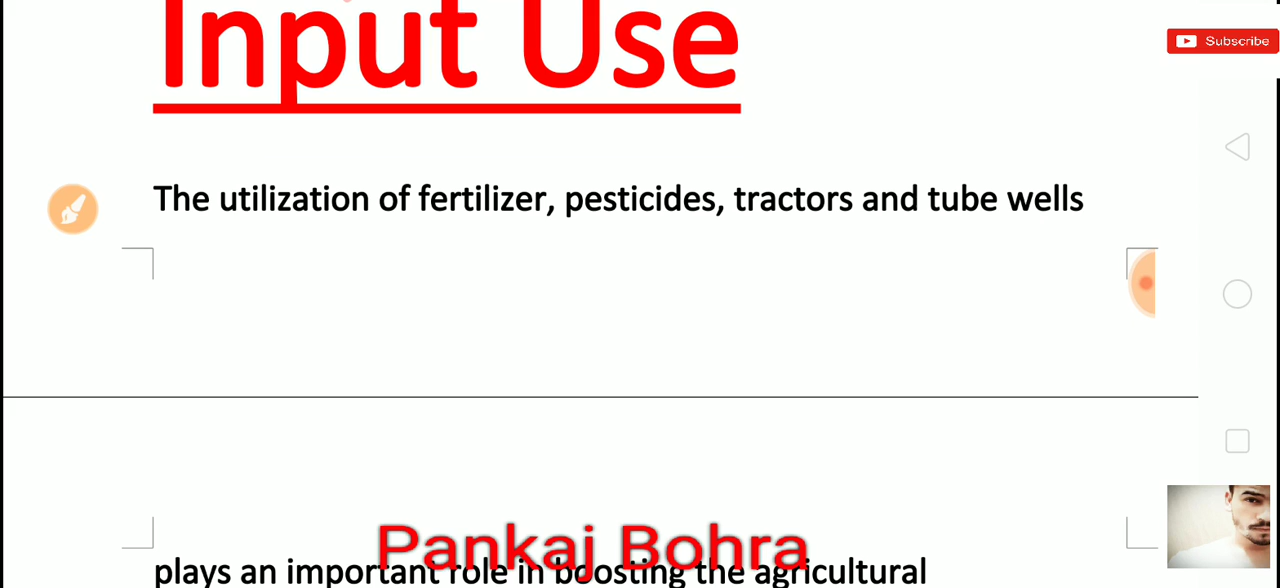 Input Use
Subscribe
The utilization of fertilizer, pesticides, tractors and tube wells
Pankaj Bohra
plays an important role in boosting the agricultural